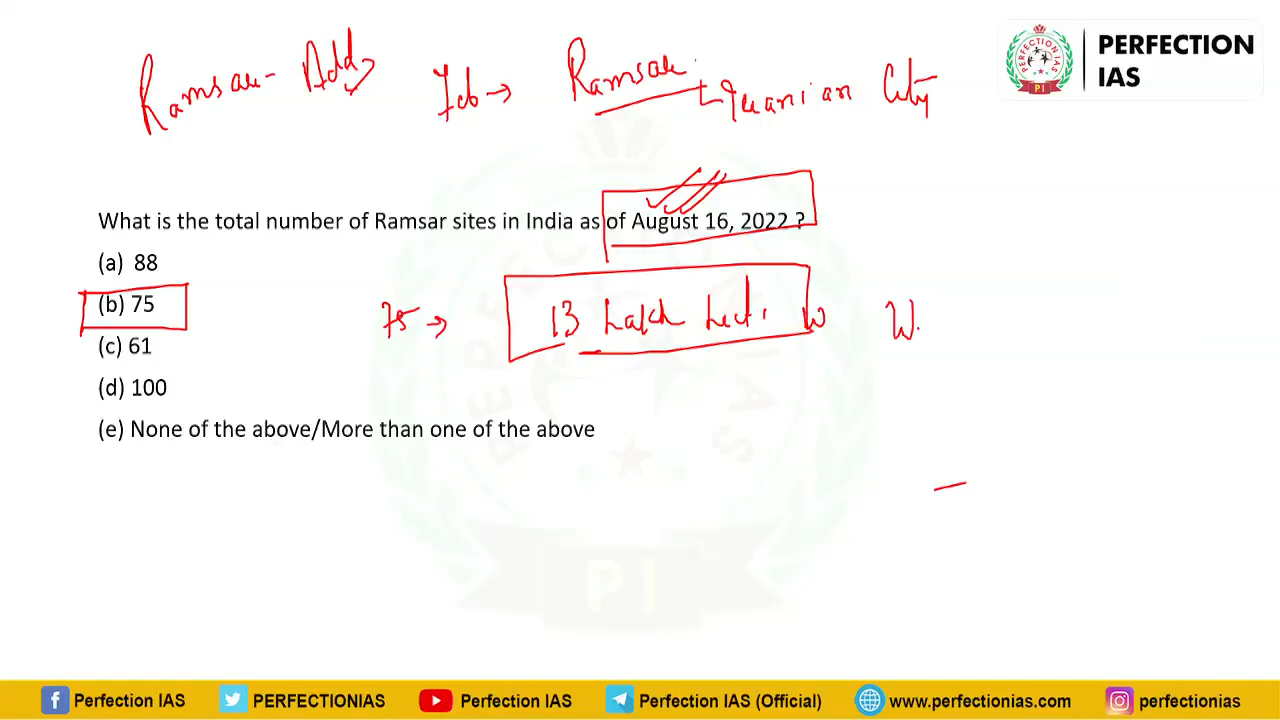 PERFECTION
IAS
Ramsar - Add
Feb → Ramsar
Iranian City
What is the total number of Ramsar sites in India as of August 16, 2022 ?
(a) 88
(b) 75
75 → 13 Lakh hect. W W.
(c) 61
(d) 100
(e) None of the above/More than one of the above
PI
Perfection IAS PERFECTIONIAS Perfection IAS Perfection IAS (Official) www.perfectionias.com perfectionias